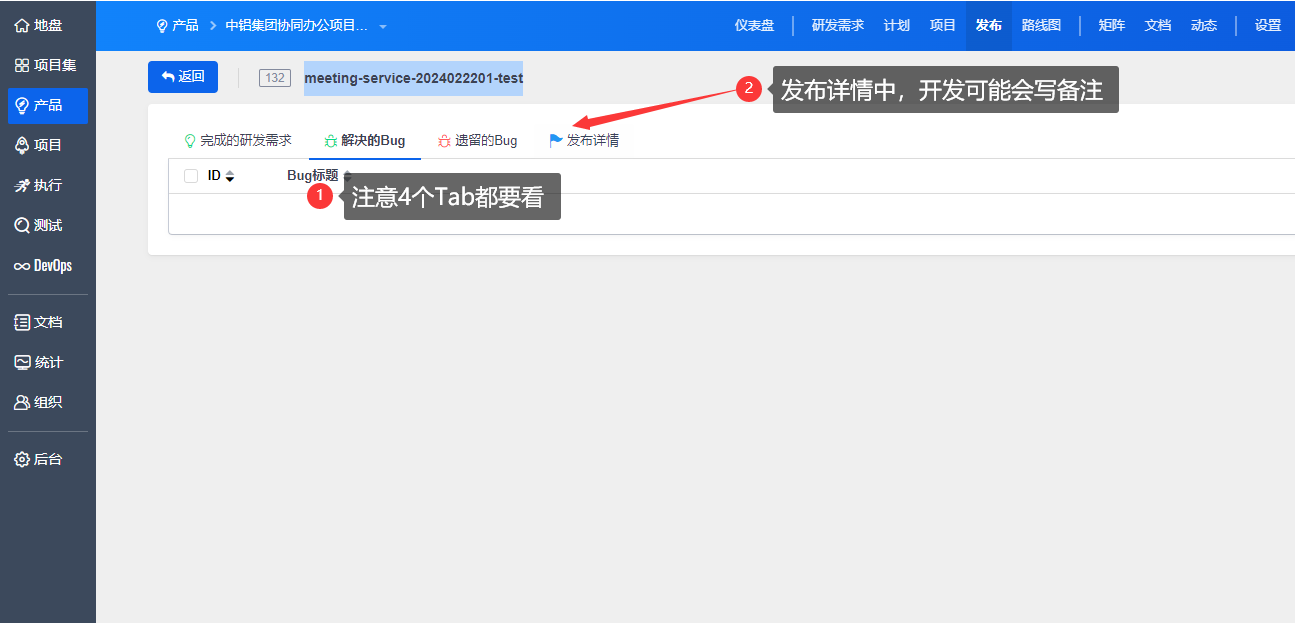 地盘
项目集
产品
项目
执行
测试
DevOps
文档
统计
组织
后台
产品
中铝集团协同办公项目...
仪表盘
研发需求
计划
项目
发布
路线图
矩阵
文档
动态
设置
返回
132
meeting-service-2024022201-test
2
发布详情中，开发可能会写备注
完成的研发需求
解决的Bug
遗留的Bug
发布详情
ID
Bug标题
1
注意4个Tab都要看